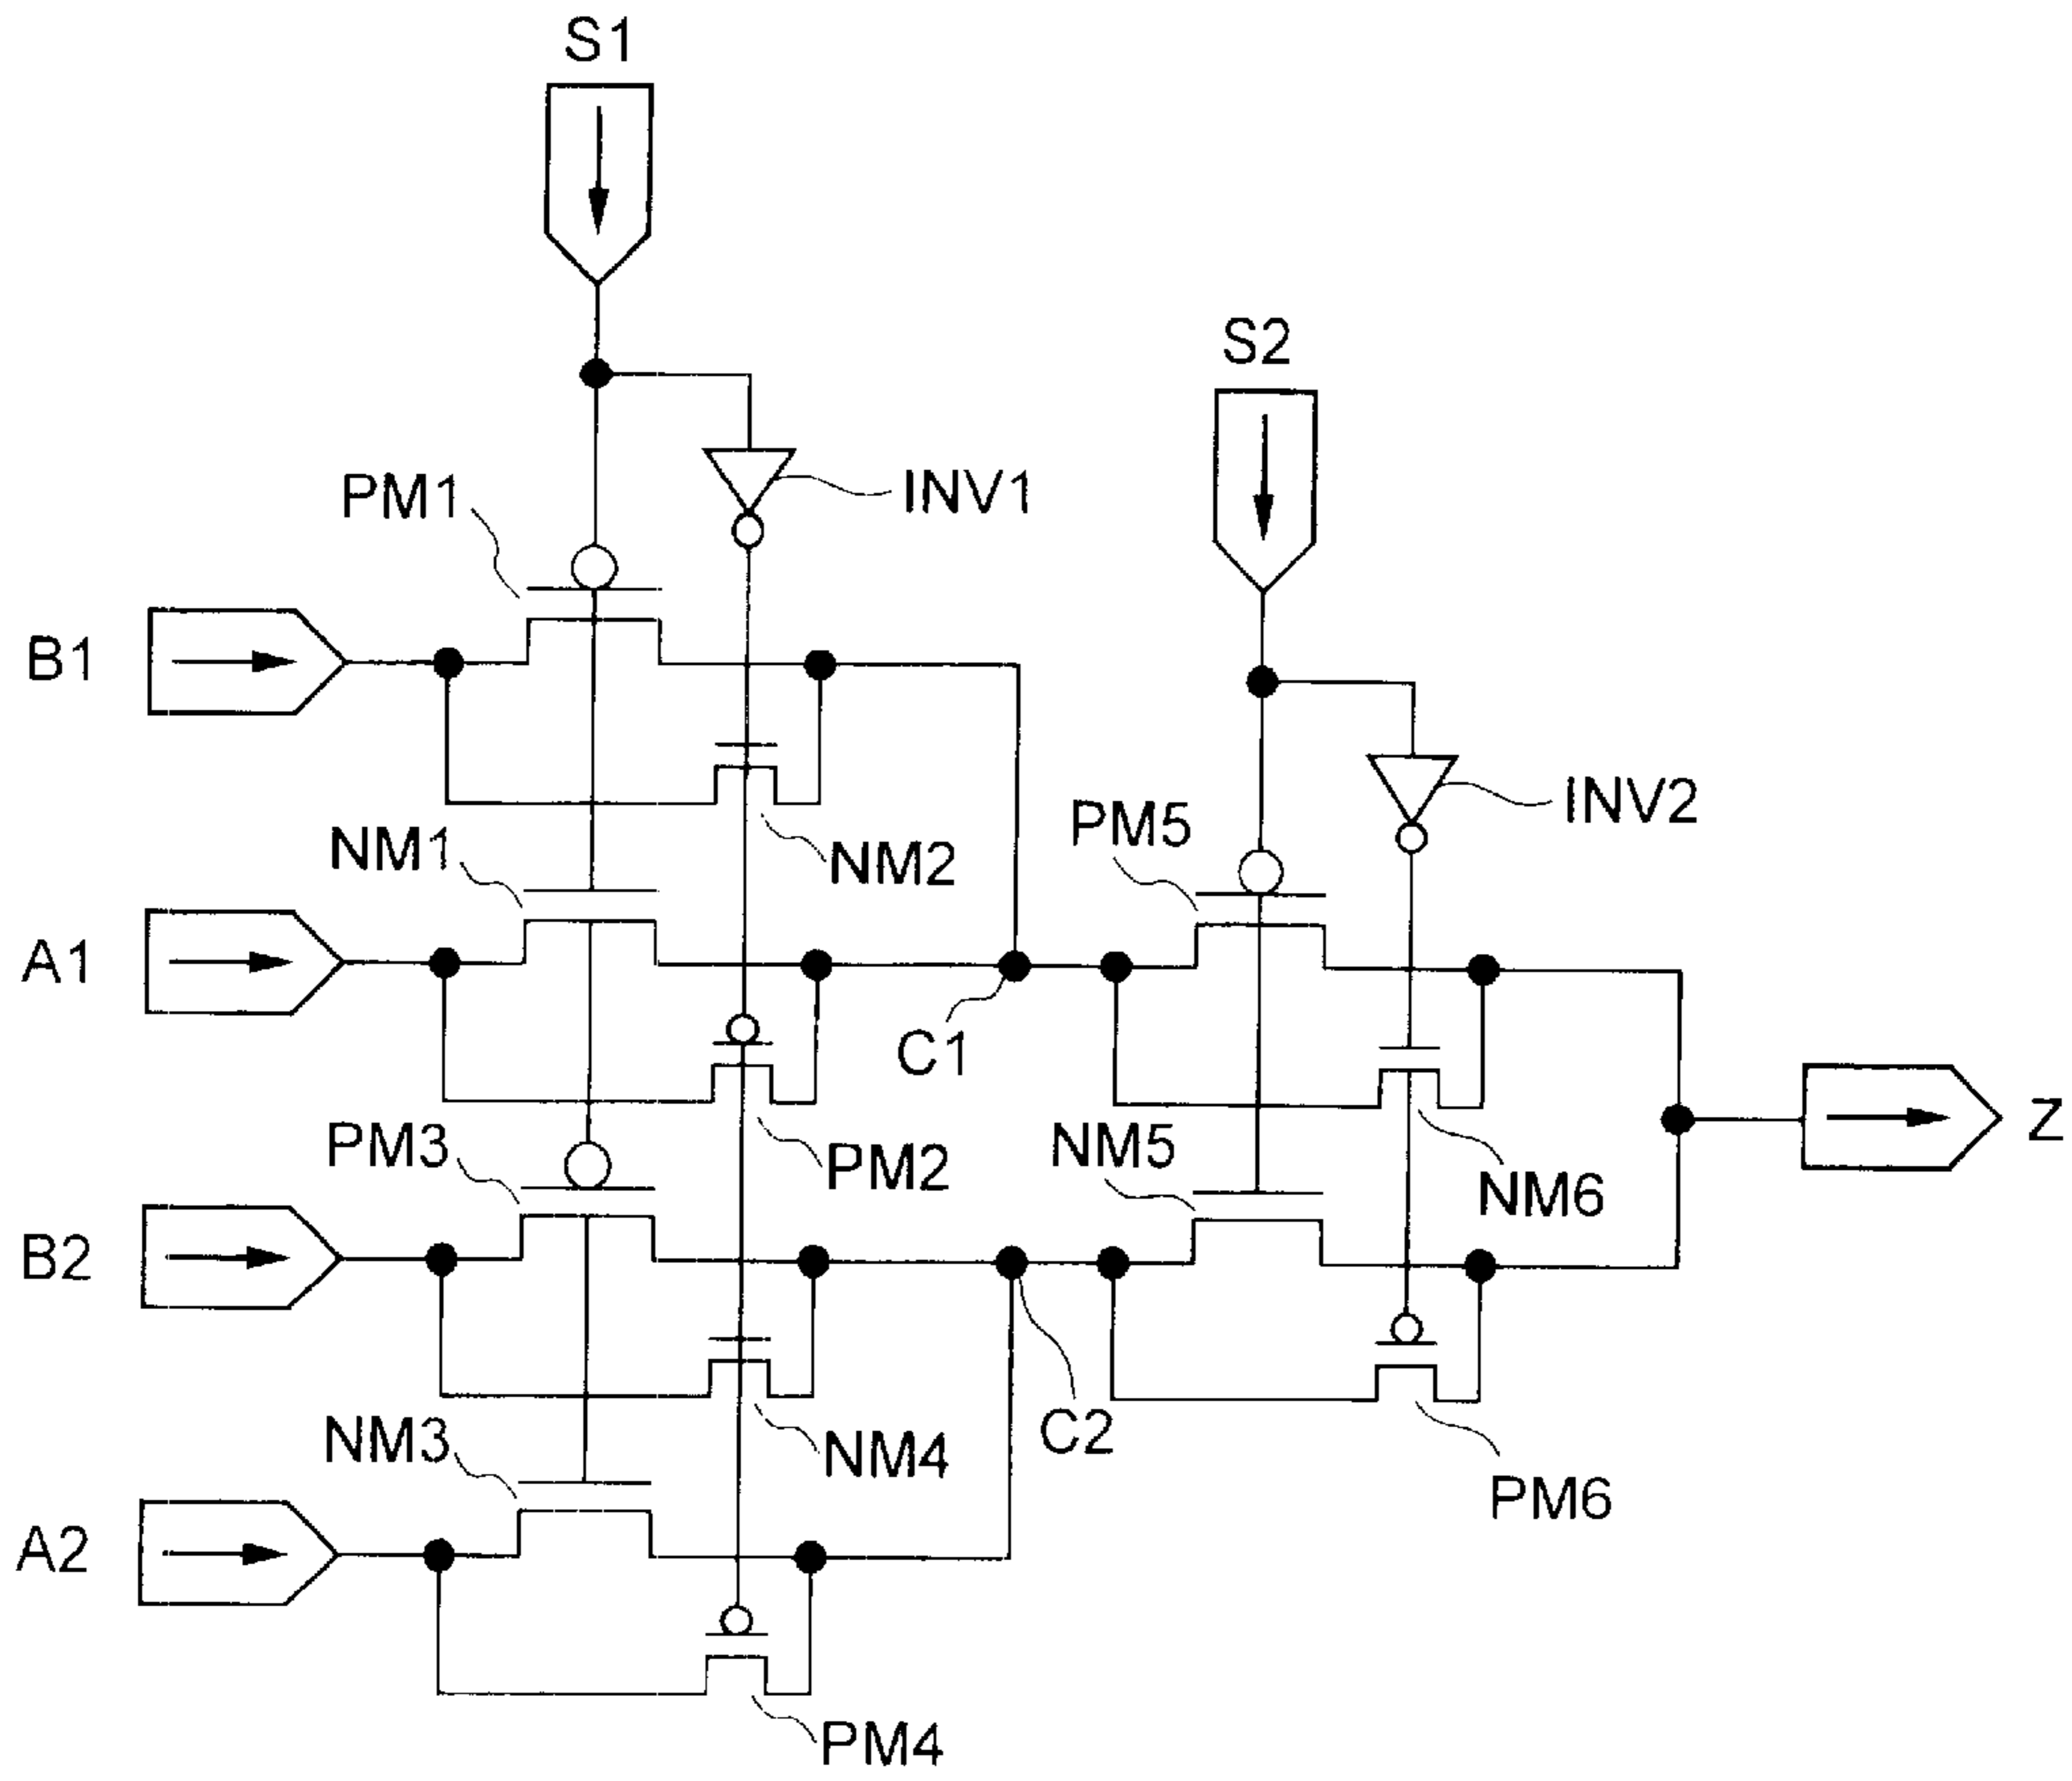 S1
S2
PM1
INV1
B1
PM5
INV2
NM1
NM2
A1
C1
PM3
PM2
NM5
NM6
Z
B2
NM3
NM4
C2
PM6
A2
PM4